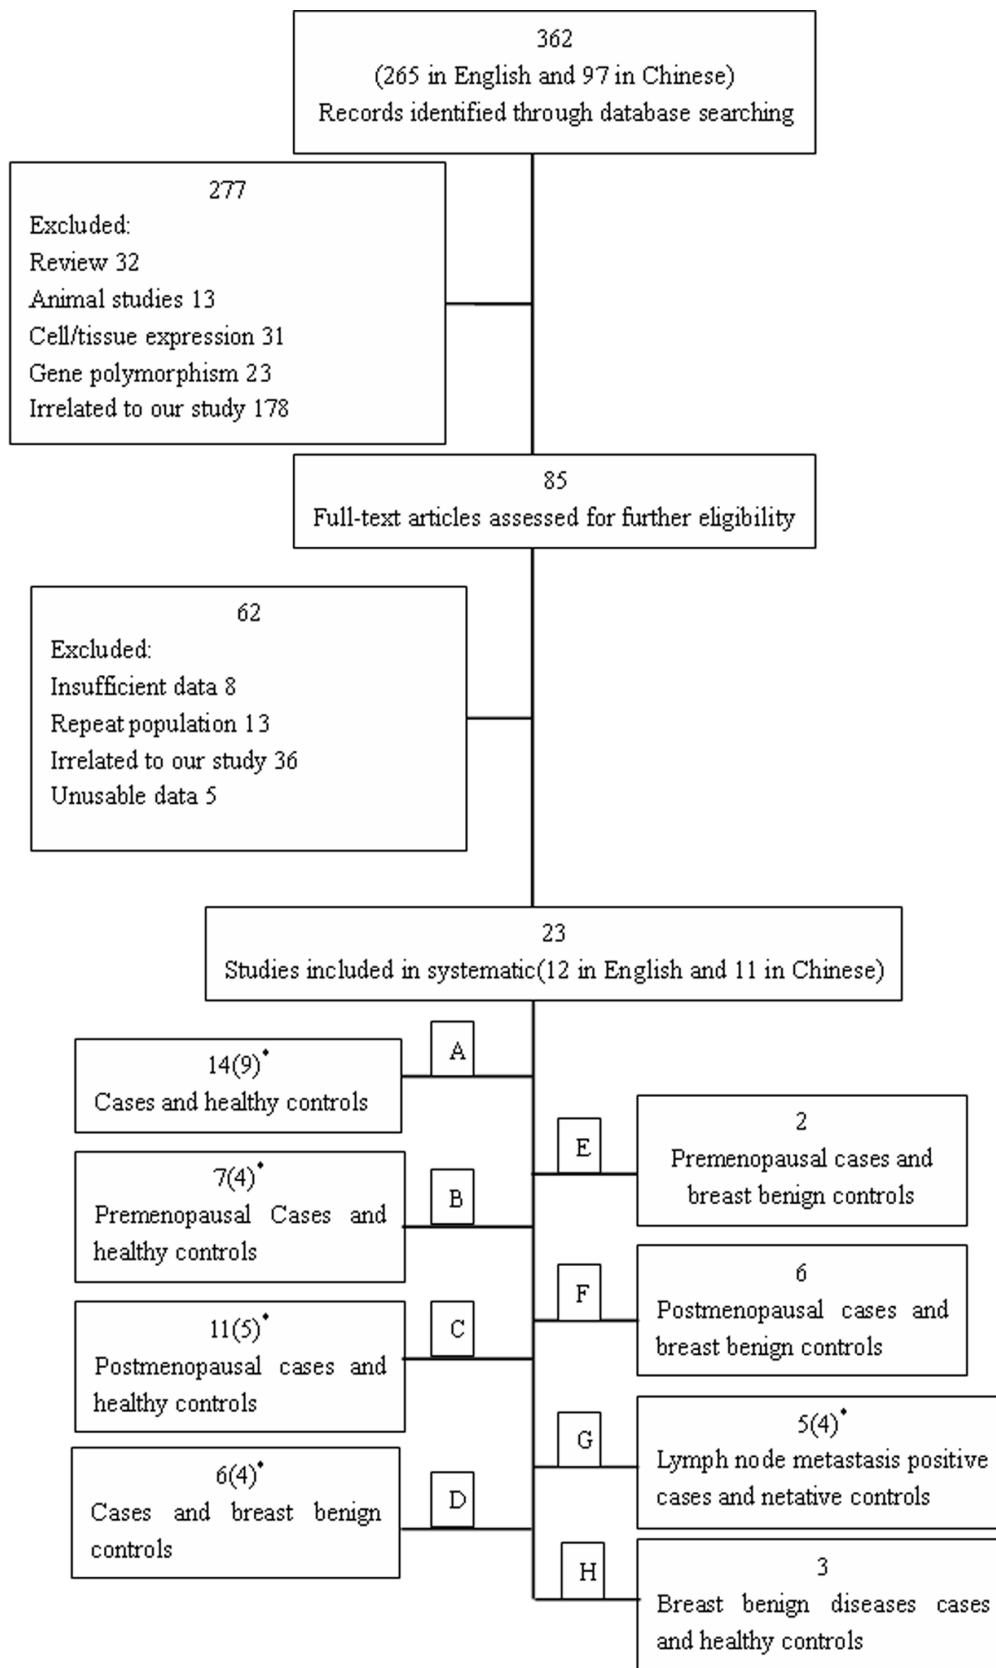 362
(265 in English and 97 in Chinese)
Records identified through database searching
277
Excluded:
Review 32
Animal studies 13
Cell/tissue expression 31
Gene polymorphism 23
Irrelated to our study 178
85
Full-text articles assessed for further eligibility
62
Excluded:
Insufficient data 8
Repeat population 13
Irrelated to our study 36
Unusable data 5
23
Studies included in systematic(12 in English and 11 in Chinese)
A
14(9)*
Cases and healthy controls
B
7(4)*
Premenopausal Cases and
healthy controls
C
11(5)*
Postmenopausal cases and
healthy controls
D
6(4)*
Cases and breast benign
controls
E
2
Premenopausal cases and
breast benign controls
F
6
Postmenopausal cases and
breast benign controls
G
5(4)*
Lymph node metastasis positive
cases and netative controls
H
3
Breast benign diseases cases
and healthy controls